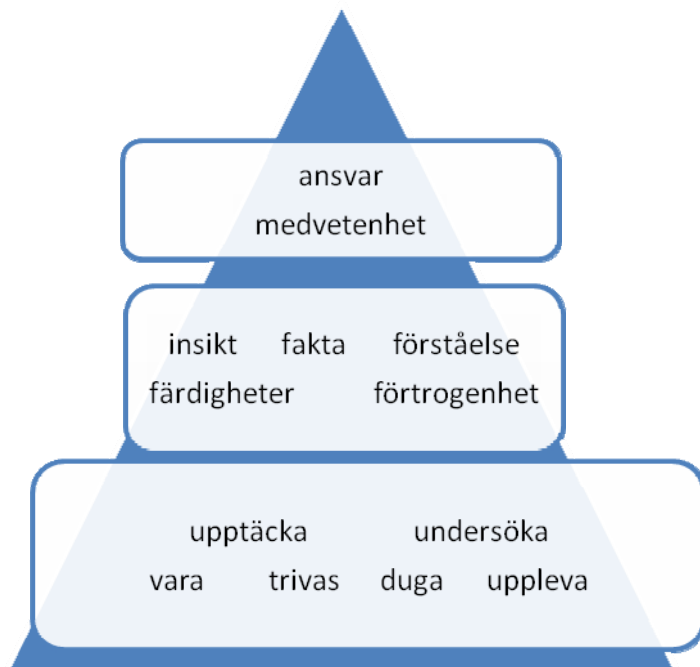 ansvar
medvetenhet
insikt fakta förståelse
färdigheter förtrogenhet
upptäcka undersöka
vara trivas duga uppleva